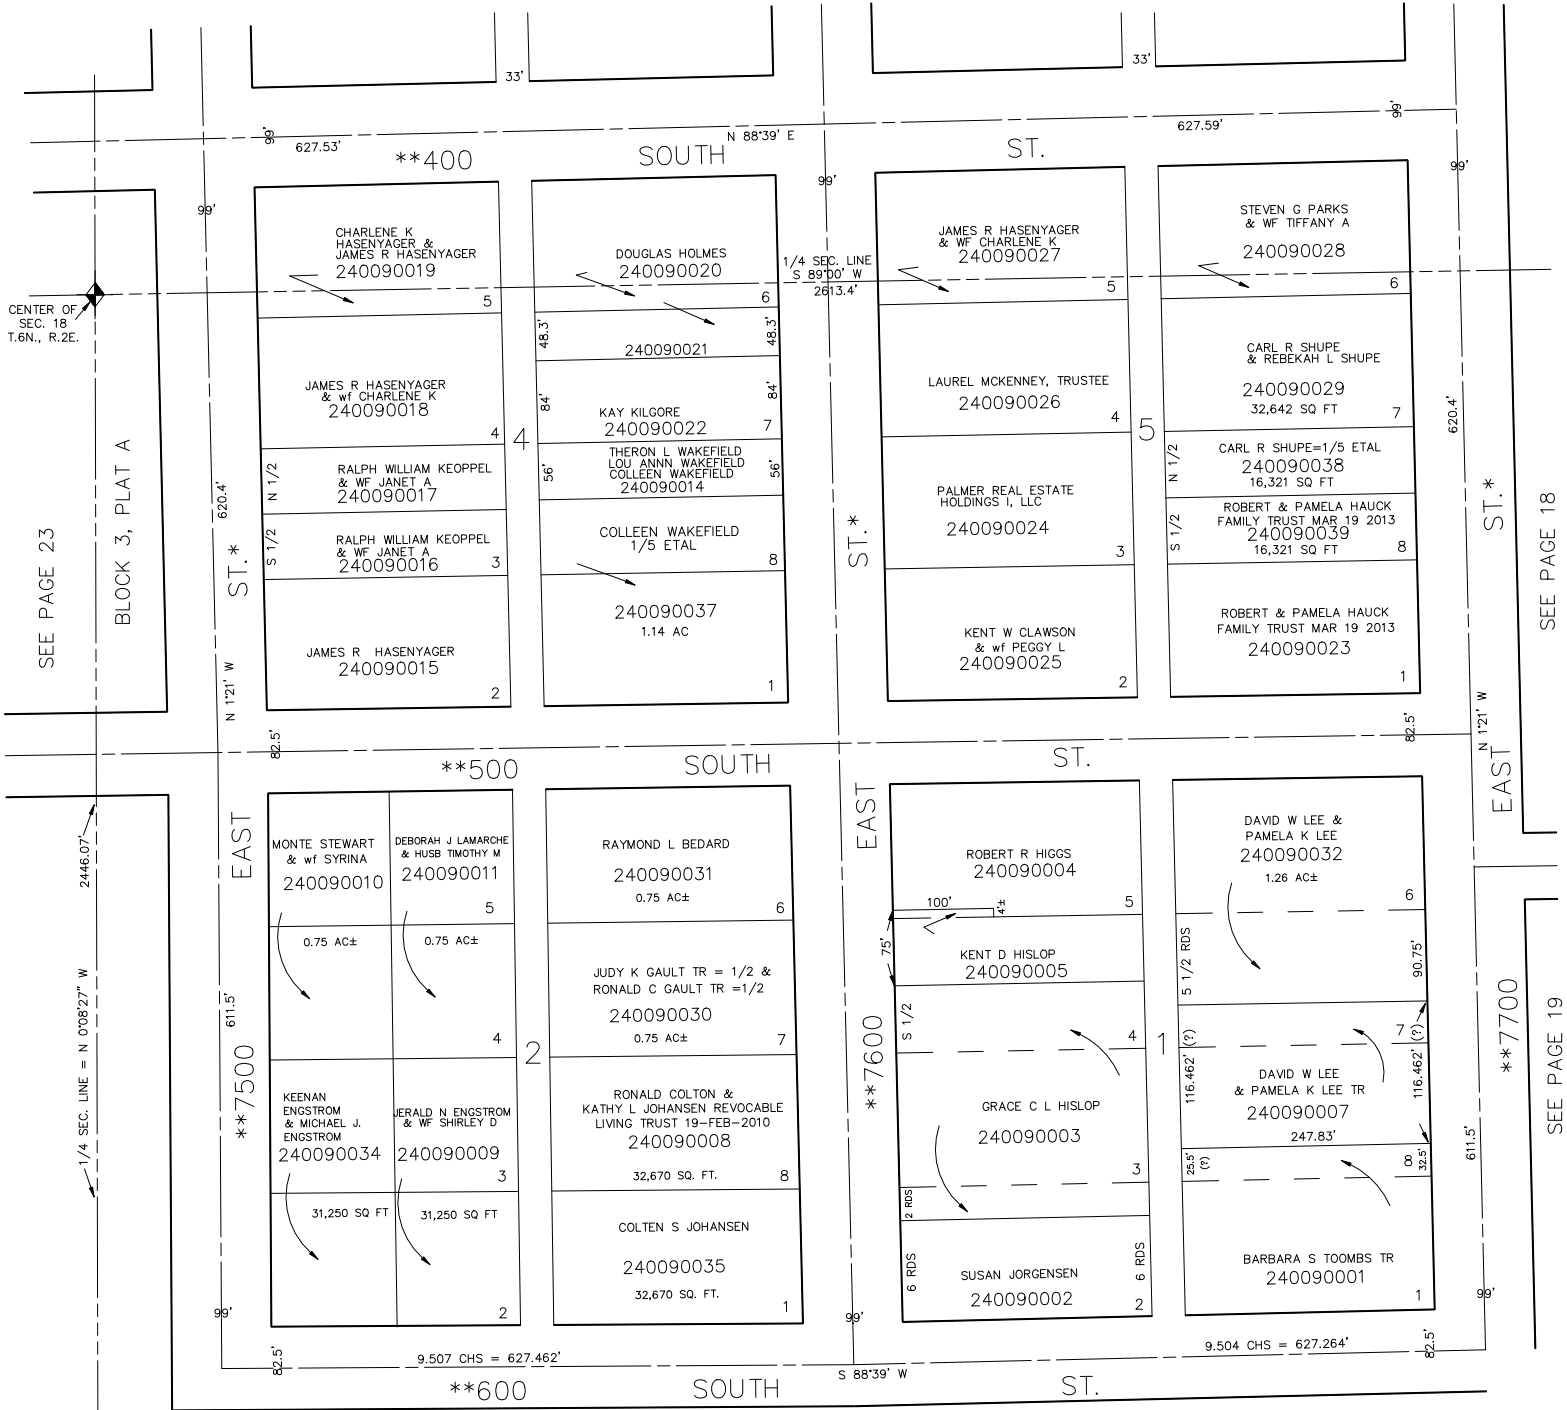 33'
33'
99'
627.53'
**400
SOUTH
N 88°39' E
ST.
627.59'
99'
99'
99'
99'
CHARLENE K
HASENYAGER &
JAMES R HASENYAGER
240090019
5
DOUGLAS HOLMES
240090020
6
1/4 SEC. LINE
S 89°00' W
2613.4'
JAMES R HASENYAGER
& WF CHARLENE K
240090027
5
STEVEN G PARKS
& WF TIFFANY A
240090028
6
CENTER OF
SEC. 18
T.6N., R.2E.
48.3'
240090021
48.3'
JAMES R HASENYAGER
& wf CHARLENE K
240090018
4
4
84'
KAY KILGORE
240090022
7
84'
LAUREL MCKENNEY, TRUSTEE
240090026
4
5
CARL R SHUPE
& REBEKAH L SHUPE
240090029
32,642 SQ FT
7
620.4'
N 1/2
RALPH WILLIAM KEOPPEL
& WF JANET A
240090017
56'
THERON L WAKEFIELD
LOU ANNN WAKEFIELD
COLLEEN WAKEFIELD
240090014
56'
N 1/2
CARL R SHUPE=1/5 ETAL
240090038
16,321 SQ FT
620.4'
S 1/2
RALPH WILLIAM KEOPPEL
& WF JANET A
240090016
3
COLLEEN WAKEFIELD
1/5 ETAL
8
PALMER REAL ESTATE
HOLDINGS I, LLC
240090024
3
S 1/2
ROBERT & PAMELA HAUCK
FAMILY TRUST MAR 19 2013
240090039
16,321 SQ FT
8
SEE PAGE 23
BLOCK 3, PLAT A
ST.*
ST.*
ST.*
SEE PAGE 18
JAMES R HASENYAGER
240090015
2
240090037
1.14 AC
1
KENT W CLAWSON
& wf PEGGY L
240090025
2
ROBERT & PAMELA HAUCK
FAMILY TRUST MAR 19 2013
240090023
1
N 1°21' W
N 1°21' W
82.5'
**500
SOUTH
ST.
82.5'
EAST
EAST
EAST
2446.07'
MONTE STEWART
& wf SYRINA
240090010
0.75 AC±
DEBORAH J LAMARCHE
& HUSB TIMOTHY M
240090011
5
0.75 AC±
4
RAYMOND L BEDARD
240090031
0.75 AC±
6
ROBERT R HIGGS
240090004
5
100'
4'±
75'
DAVID W LEE &
PAMELA K LEE
240090032
1.26 AC±
6
JUDY K GAULT TR = 1/2 &
RONALD C GAULT TR =1/2
240090030
0.75 AC±
7
2
KENT D HISLOP
240090005
S 1/2
4
1
5 1/2 RDS
90.75'
7
611.5'
**7500
**7600
**7700
1/4 SEC. LINE = N 0°08'27" W
KEENAN
ENGSTROM
& MICHAEL J.
ENGSTROM
240090034
31,250 SQ FT
JERALD N ENGSTROM
& WF SHIRLEY D
240090009
3
31,250 SQ FT
2
RONALD COLTON &
KATHY L JOHANSEN REVOCABLE
LIVING TRUST 19-FEB-2010
240090008
32,670 SQ. FT.
8
GRACE C L HISLOP
240090003
3
2 RDS
116.462' (?)
DAVID W LEE
& PAMELA K LEE TR
240090007
247.83'
116.462' (?)
25.5'
(?)
8
32.5'
611.5'
SEE PAGE 19
COLTEN S JOHANSEN
240090035
32,670 SQ. FT.
1
6 RDS
SUSAN JORGENSEN
240090002
6 RDS
2
BARBARA S TOOMBS TR
240090001
1
99'
99'
99'
82.5'
9.507 CHS = 627.462'
S 88°39' W
9.504 CHS = 627.264'
82.5'
**600
SOUTH
ST.